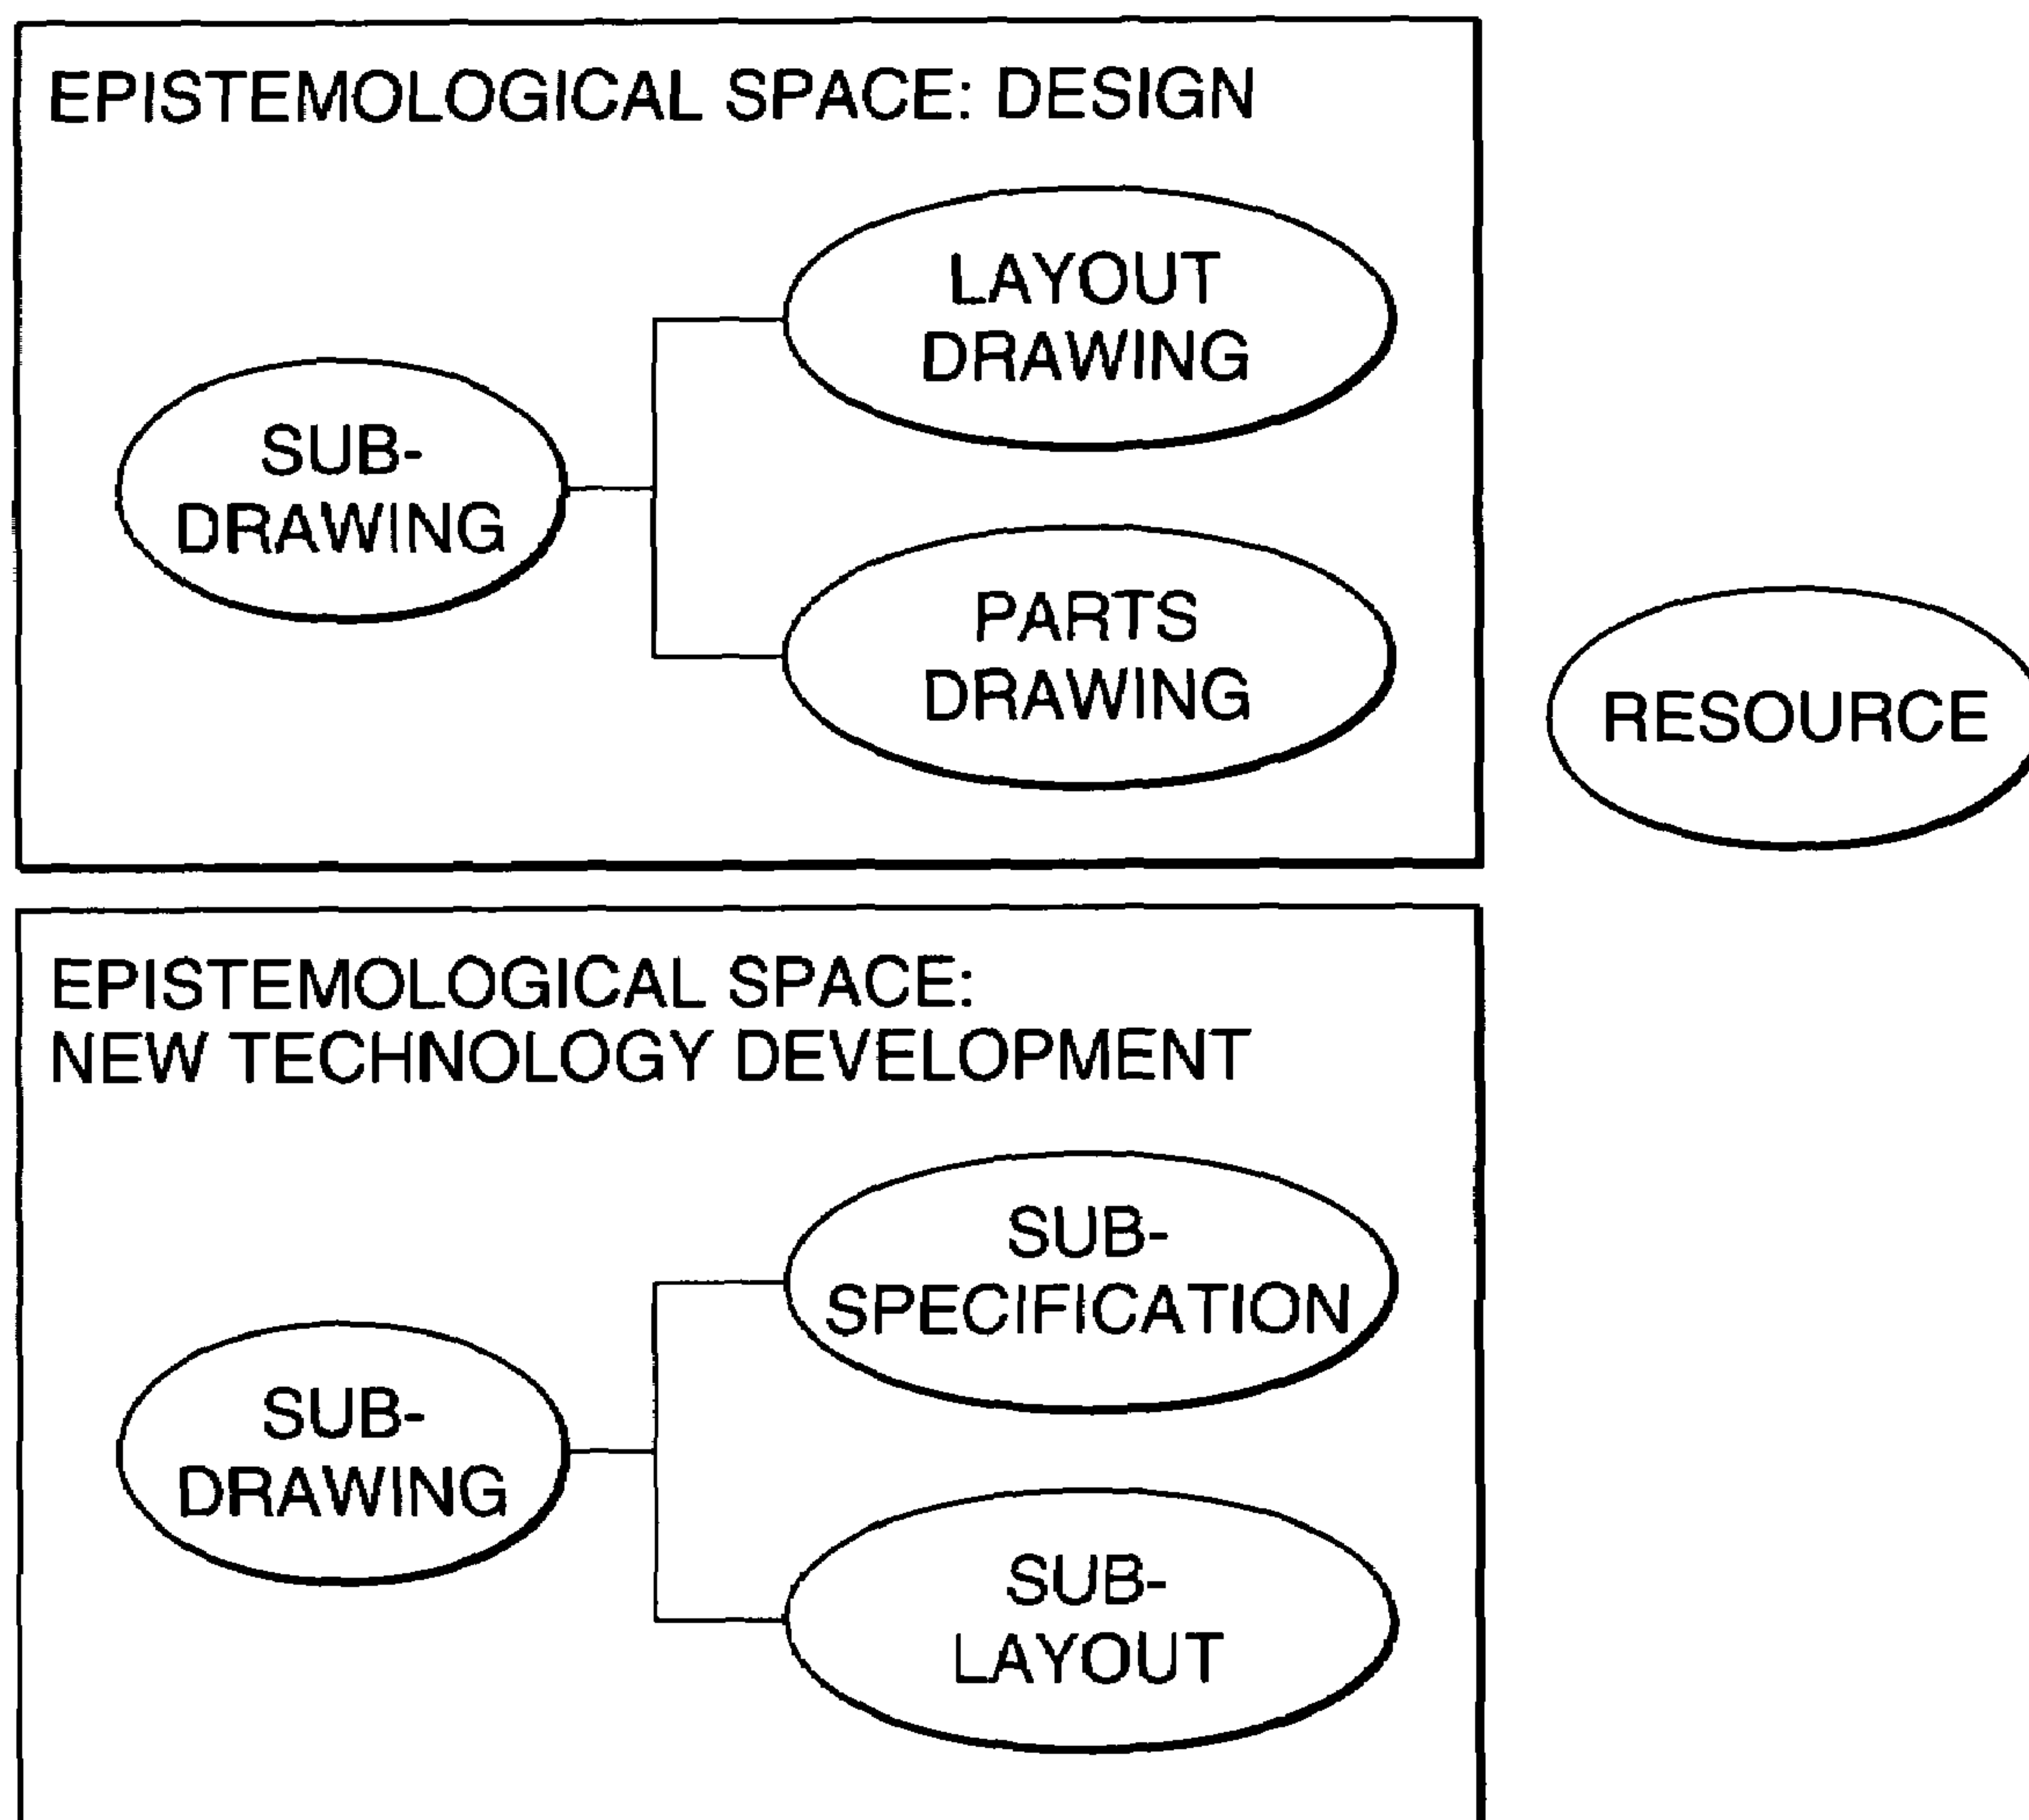 EPISTEMOLOGICAL SPACE: DESIGN
LAYOUT
DRAWING
SUB-
DRAWING
PARTS
DRAWING
RESOURCE
EPISTEMOLOGICAL SPACE:
NEW TECHNOLOGY DEVELOPMENT
SUB-
SPECIFICATION
SUB-
DRAWING
SUB-
LAYOUT